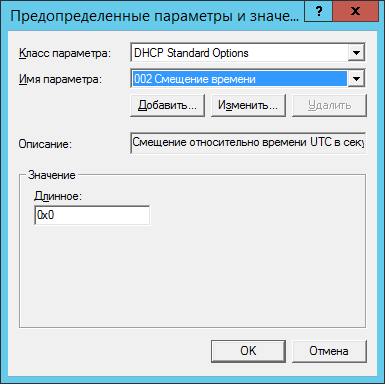 Предопределенные параметры и значе...
? x
Класс параметра: DHCP Standard Options
Имя параметра: 002 Смещение времени
Добавить... Изменить... Удалить
Описание: Смещение относительно времени UTC в секу
Значение
Длинное:
0x0
OK Отмена